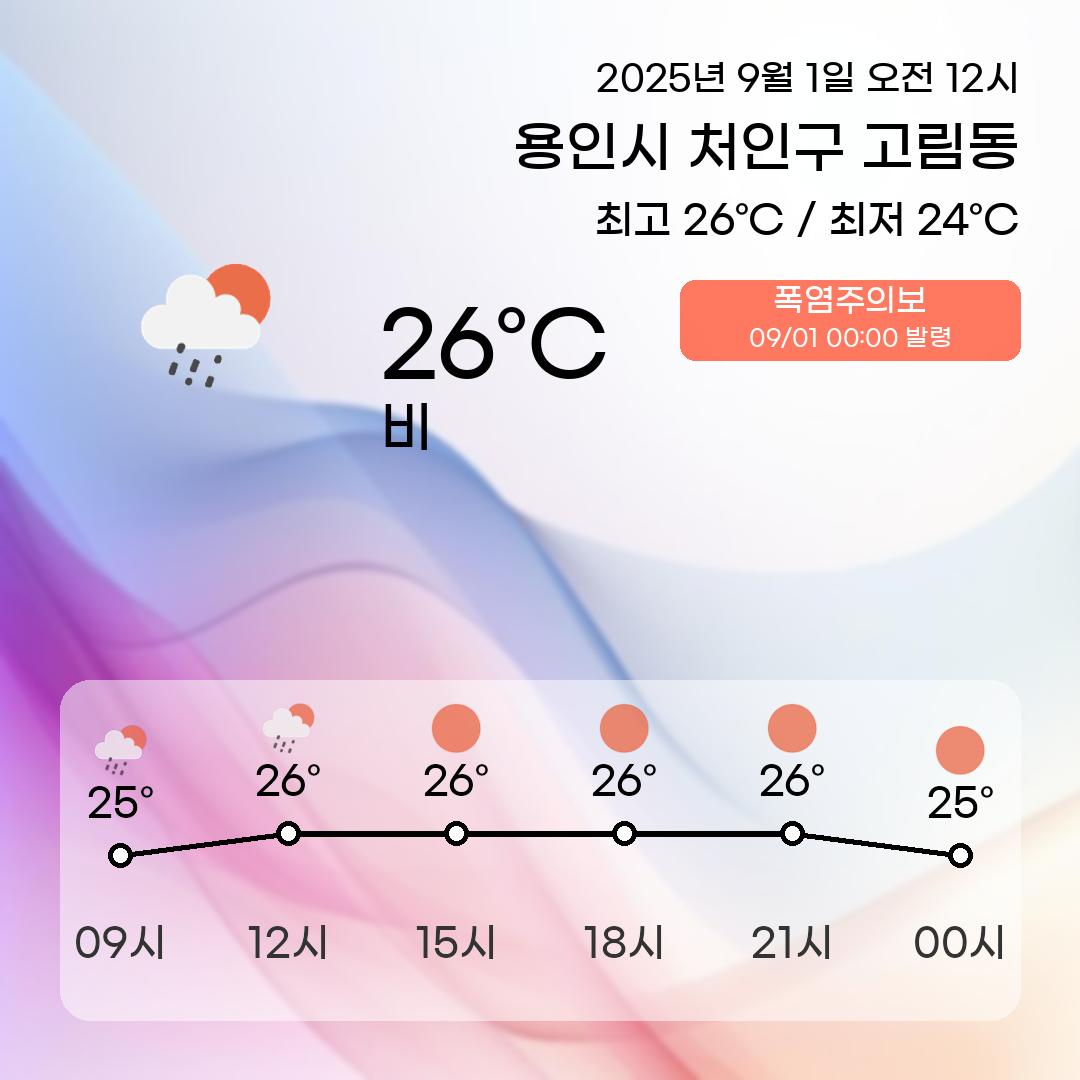 2025년 9월 1일 오전 12시
용인시 처인구 고림동
최고 26°C / 최저 24°C
26°C
비
폭염주의보
09/01 00:00 발령
25° 26° 26° 26° 26° 25°
09시 12시 15시 18시 21시 00시